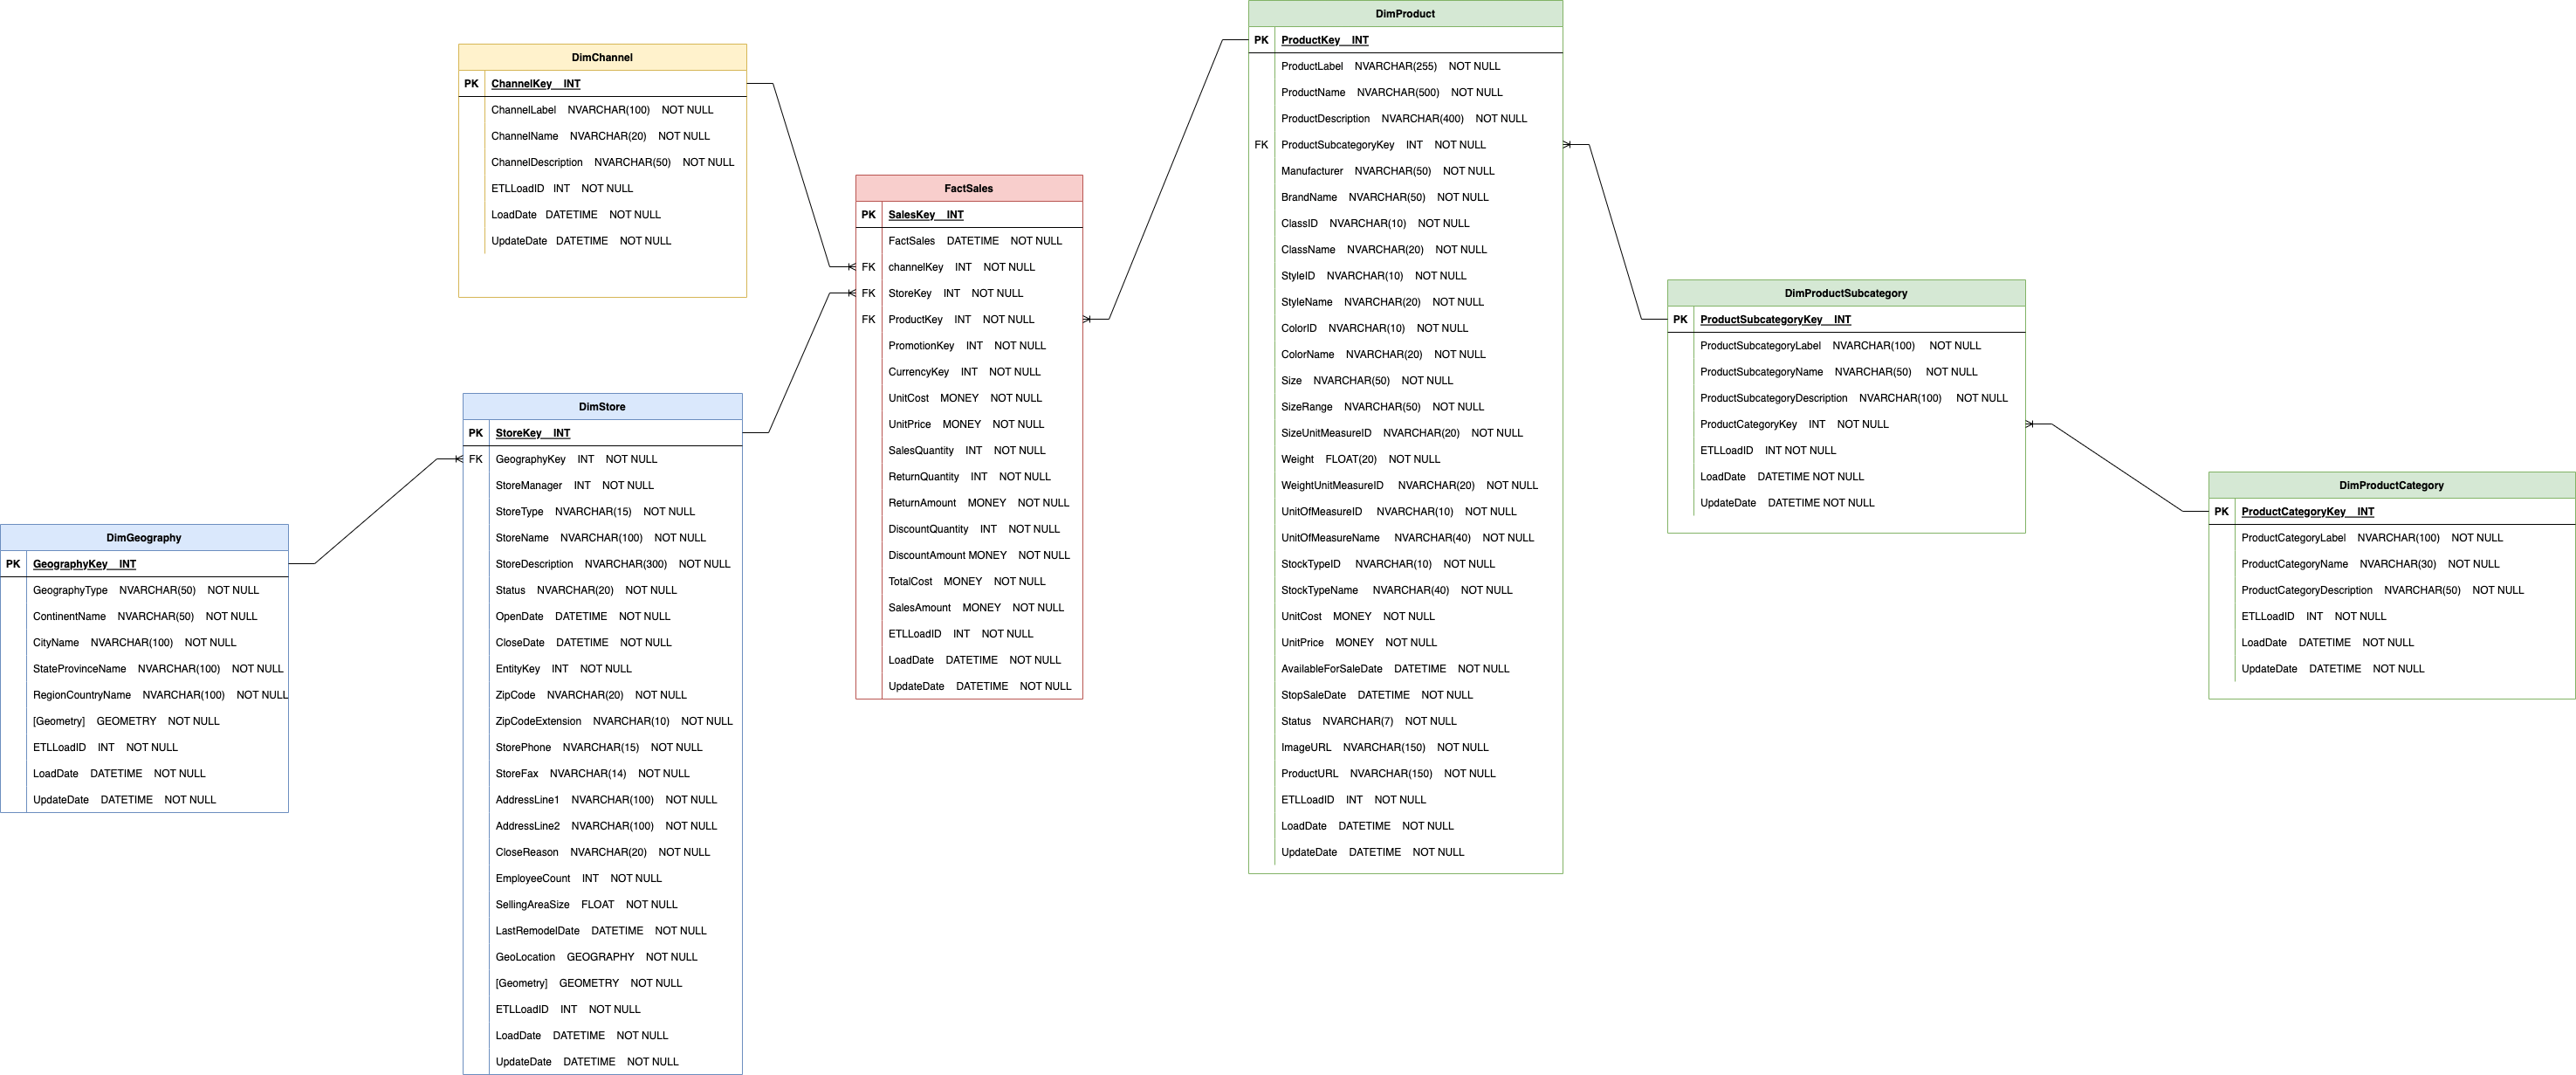 DimChannel
PK ChannelKey INT
ChannelLabel NVARCHAR(100) NOT NULL
ChannelName NVARCHAR(20) NOT NULL
ChannelDescription NVARCHAR(50) NOT NULL
ETLLoadID INT NOT NULL
LoadDate DATETIME NOT NULL
UpdateDate DATETIME NOT NULL
DimGeography
PK GeographyKey INT
GeographyType NVARCHAR(50) NOT NULL
ContinentName NVARCHAR(50) NOT NULL
CityName NVARCHAR(100) NOT NULL
StateProvinceName NVARCHAR(100) NOT NULL
RegionCountryName NVARCHAR(100) NOT NULL
[Geometry] GEOMETRY NOT NULL
ETLLoadID INT NOT NULL
LoadDate DATETIME NOT NULL
UpdateDate DATETIME NOT NULL
DimStore
PK StoreKey INT
FK GeographyKey INT NOT NULL
StoreManager INT NOT NULL
StoreType NVARCHAR(15) NOT NULL
StoreName NVARCHAR(100) NOT NULL
StoreDescription NVARCHAR(300) NOT NULL
Status NVARCHAR(20) NOT NULL
OpenDate DATETIME NOT NULL
CloseDate DATETIME NOT NULL
EntityKey INT NOT NULL
ZipCode NVARCHAR(20) NOT NULL
ZipCodeExtension NVARCHAR(10) NOT NULL
StorePhone NVARCHAR(15) NOT NULL
StoreFax NVARCHAR(14) NOT NULL
AddressLine1 NVARCHAR(100) NOT NULL
AddressLine2 NVARCHAR(100) NOT NULL
CloseReason NVARCHAR(20) NOT NULL
EmployeeCount INT NOT NULL
SellingAreaSize FLOAT NOT NULL
LastRemodelDate DATETIME NOT NULL
GeoLocation GEOGRAPHY NOT NULL
[Geometry] GEOMETRY NOT NULL
ETLLoadID INT NOT NULL
LoadDate DATETIME NOT NULL
UpdateDate DATETIME NOT NULL
FactSales
PK SalesKey INT
FactSales DATETIME NOT NULL
FK channelKey INT NOT NULL
FK StoreKey INT NOT NULL
FK ProductKey INT NOT NULL
PromotionKey INT NOT NULL
CurrencyKey INT NOT NULL
UnitCost MONEY NOT NULL
UnitPrice MONEY NOT NULL
SalesQuantity INT NOT NULL
ReturnQuantity INT NOT NULL
ReturnAmount MONEY NOT NULL
DiscountQuantity INT NOT NULL
DiscountAmount MONEY NOT NULL
TotalCost MONEY NOT NULL
SalesAmount MONEY NOT NULL
ETLLoadID INT NOT NULL
LoadDate DATETIME NOT NULL
UpdateDate DATETIME NOT NULL
DimProduct
PK ProductKey INT
ProductLabel NVARCHAR(255) NOT NULL
ProductName NVARCHAR(500) NOT NULL
ProductDescription NVARCHAR(400) NOT NULL
FK ProductSubcategoryKey INT NOT NULL
Manufacturer NVARCHAR(50) NOT NULL
BrandName NVARCHAR(50) NOT NULL
ClassID NVARCHAR(10) NOT NULL
ClassName NVARCHAR(20) NOT NULL
StyleID NVARCHAR(10) NOT NULL
StyleName NVARCHAR(20) NOT NULL
ColorID NVARCHAR(10) NOT NULL
ColorName NVARCHAR(20) NOT NULL
Size NVARCHAR(50) NOT NULL
SizeRange NVARCHAR(50) NOT NULL
SizeUnitMeasureID NVARCHAR(20) NOT NULL
Weight FLOAT(20) NOT NULL
WeightUnitMeasureID NVARCHAR(20) NOT NULL
UnitOfMeasureID NVARCHAR(10) NOT NULL
UnitOfMeasureName NVARCHAR(40) NOT NULL
StockTypeID NVARCHAR(10) NOT NULL
StockTypeName NVARCHAR(40) NOT NULL
UnitCost MONEY NOT NULL
UnitPrice MONEY NOT NULL
AvailableForSaleDate DATETIME NOT NULL
StopSaleDate DATETIME NOT NULL
Status NVARCHAR(7) NOT NULL
ImageURL NVARCHAR(150) NOT NULL
ProductURL NVARCHAR(150) NOT NULL
ETLLoadID INT NOT NULL
LoadDate DATETIME NOT NULL
UpdateDate DATETIME NOT NULL
DimProductSubcategory
PK ProductSubcategoryKey INT
ProductSubcategoryLabel NVARCHAR(100) NOT NULL
ProductSubcategoryName NVARCHAR(50) NOT NULL
ProductSubcategoryDescription NVARCHAR(100) NOT NULL
ProductCategoryKey INT NOT NULL
ETLLoadID INT NOT NULL
LoadDate DATETIME NOT NULL
UpdateDate DATETIME NOT NULL
DimProductCategory
PK ProductCategoryKey INT
ProductCategoryLabel NVARCHAR(100) NOT NULL
ProductCategoryName NVARCHAR(30) NOT NULL
ProductCategoryDescription NVARCHAR(50) NOT NULL
ETLLoadID INT NOT NULL
LoadDate DATETIME NOT NULL
UpdateDate DATETIME NOT NULL